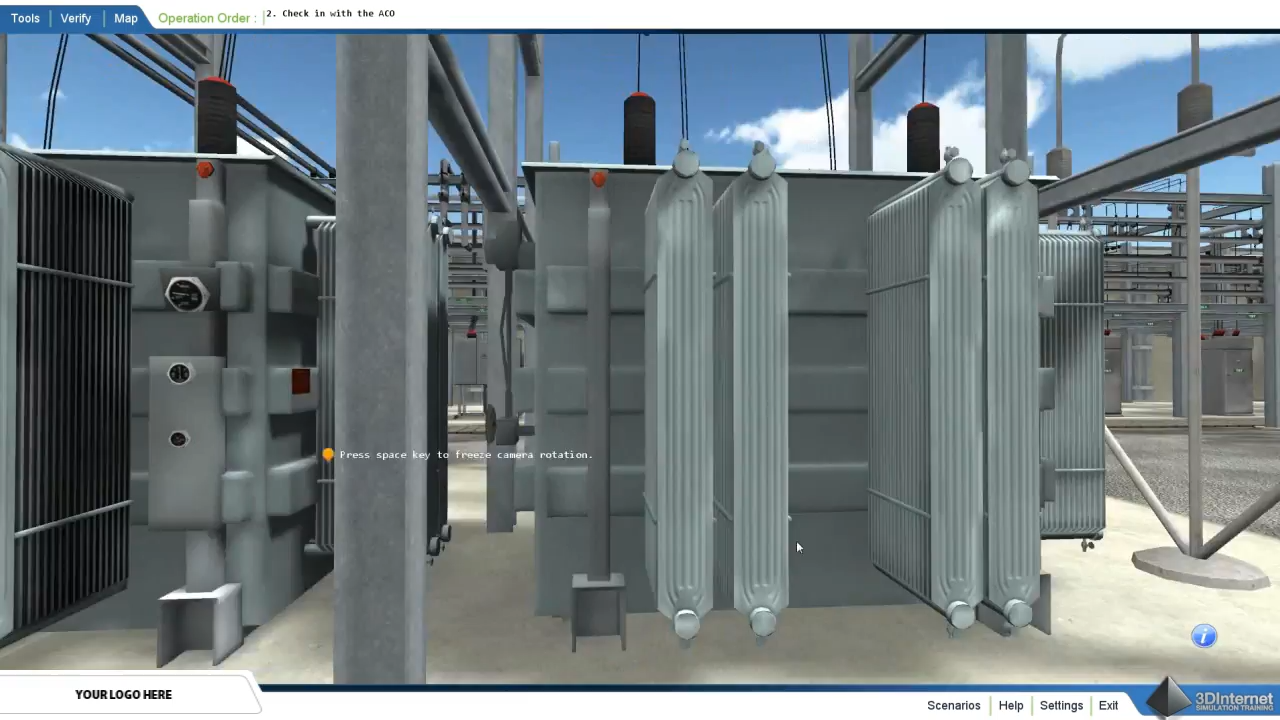 Tools
Verify
Map
Operation Order :
2. Check in with the ACO
Press space key to freeze camera rotation.
i
YOUR LOGO HERE
Scenarios
Help
Settings
Exit
3DInternet
SIMULATION TRAINING